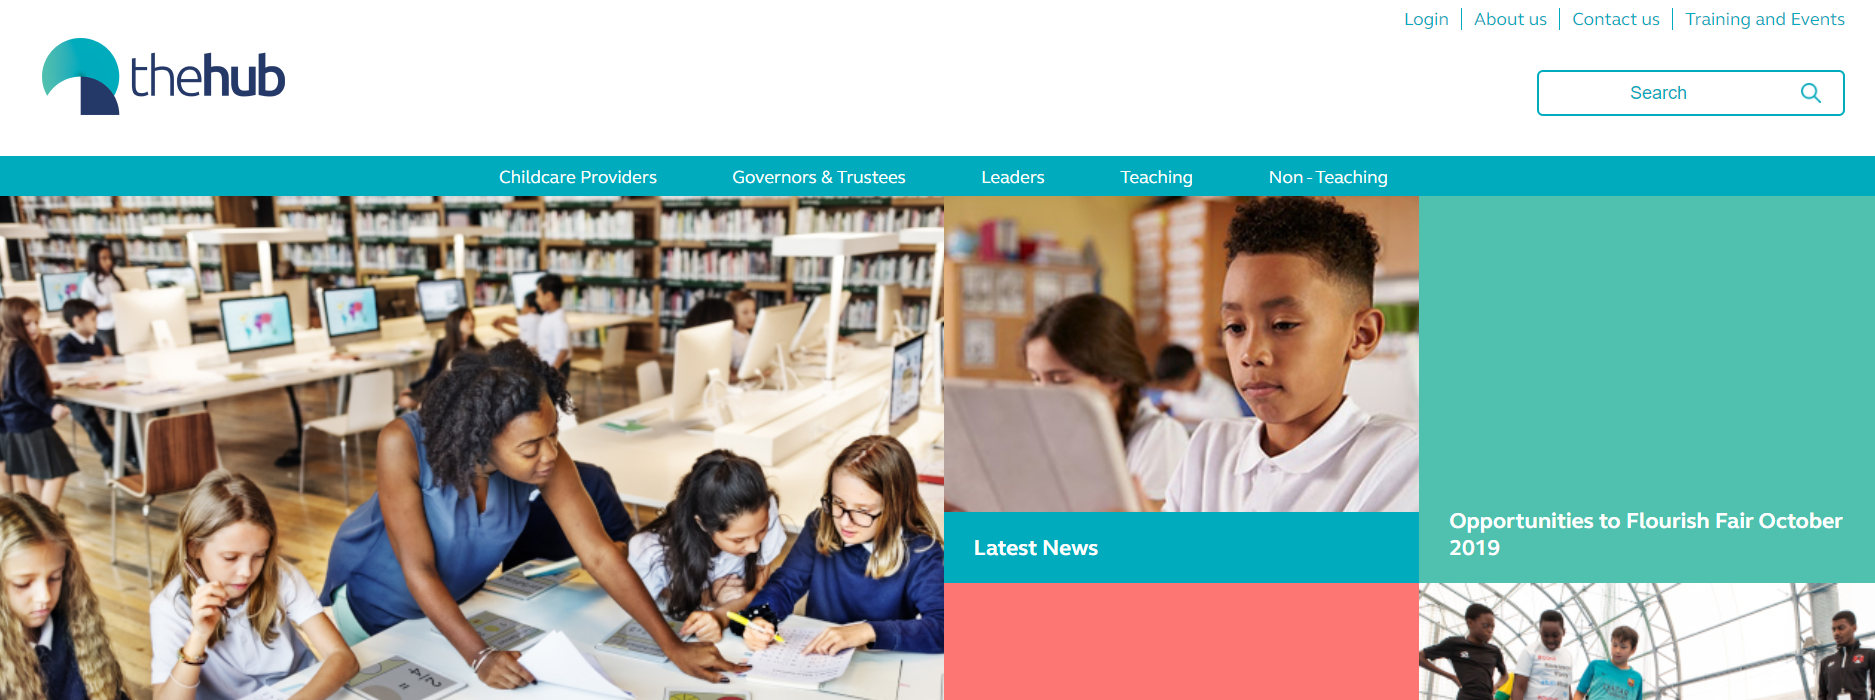 Login
About us
Contact us
Training and Events
thehub
Search
Childcare Providers
Governors & Trustees
Leaders
Teaching
Non - Teaching
Latest News
Opportunities to Flourish Fair October
2019